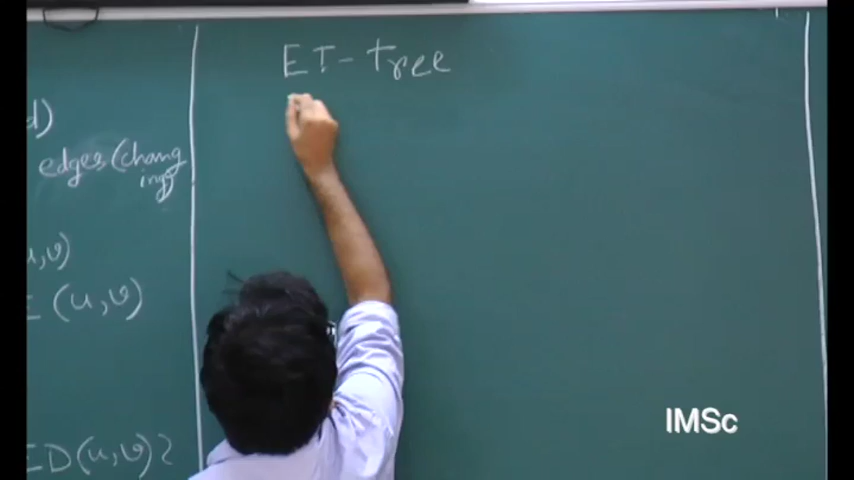 d)
edges (chang
ing)
u,v)
E (u,v)
ED(u,v)?
ET-tree
IMSc